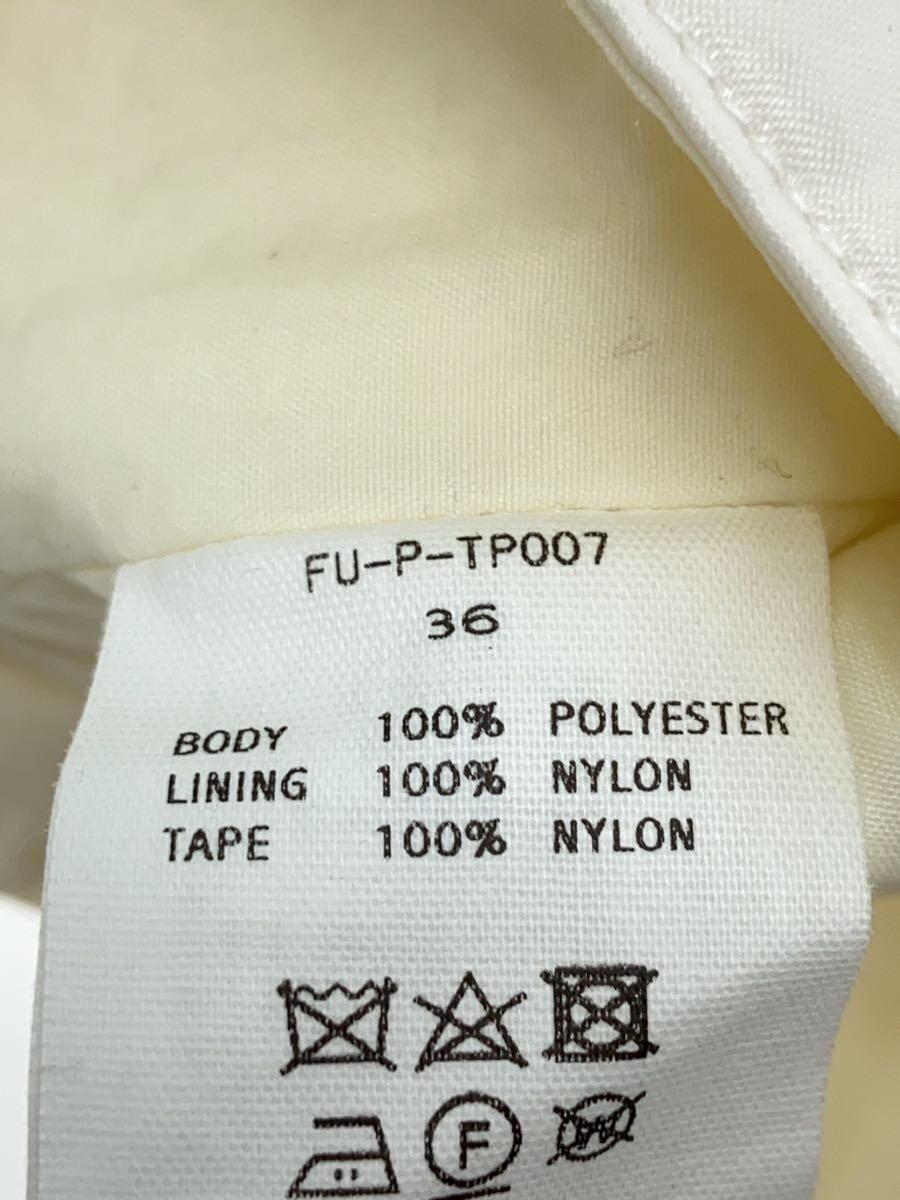 FU-P-TP007
36
BODY 100% POLYESTER
LINING 100% NYLON
TAPE 100% NYLON
F
W